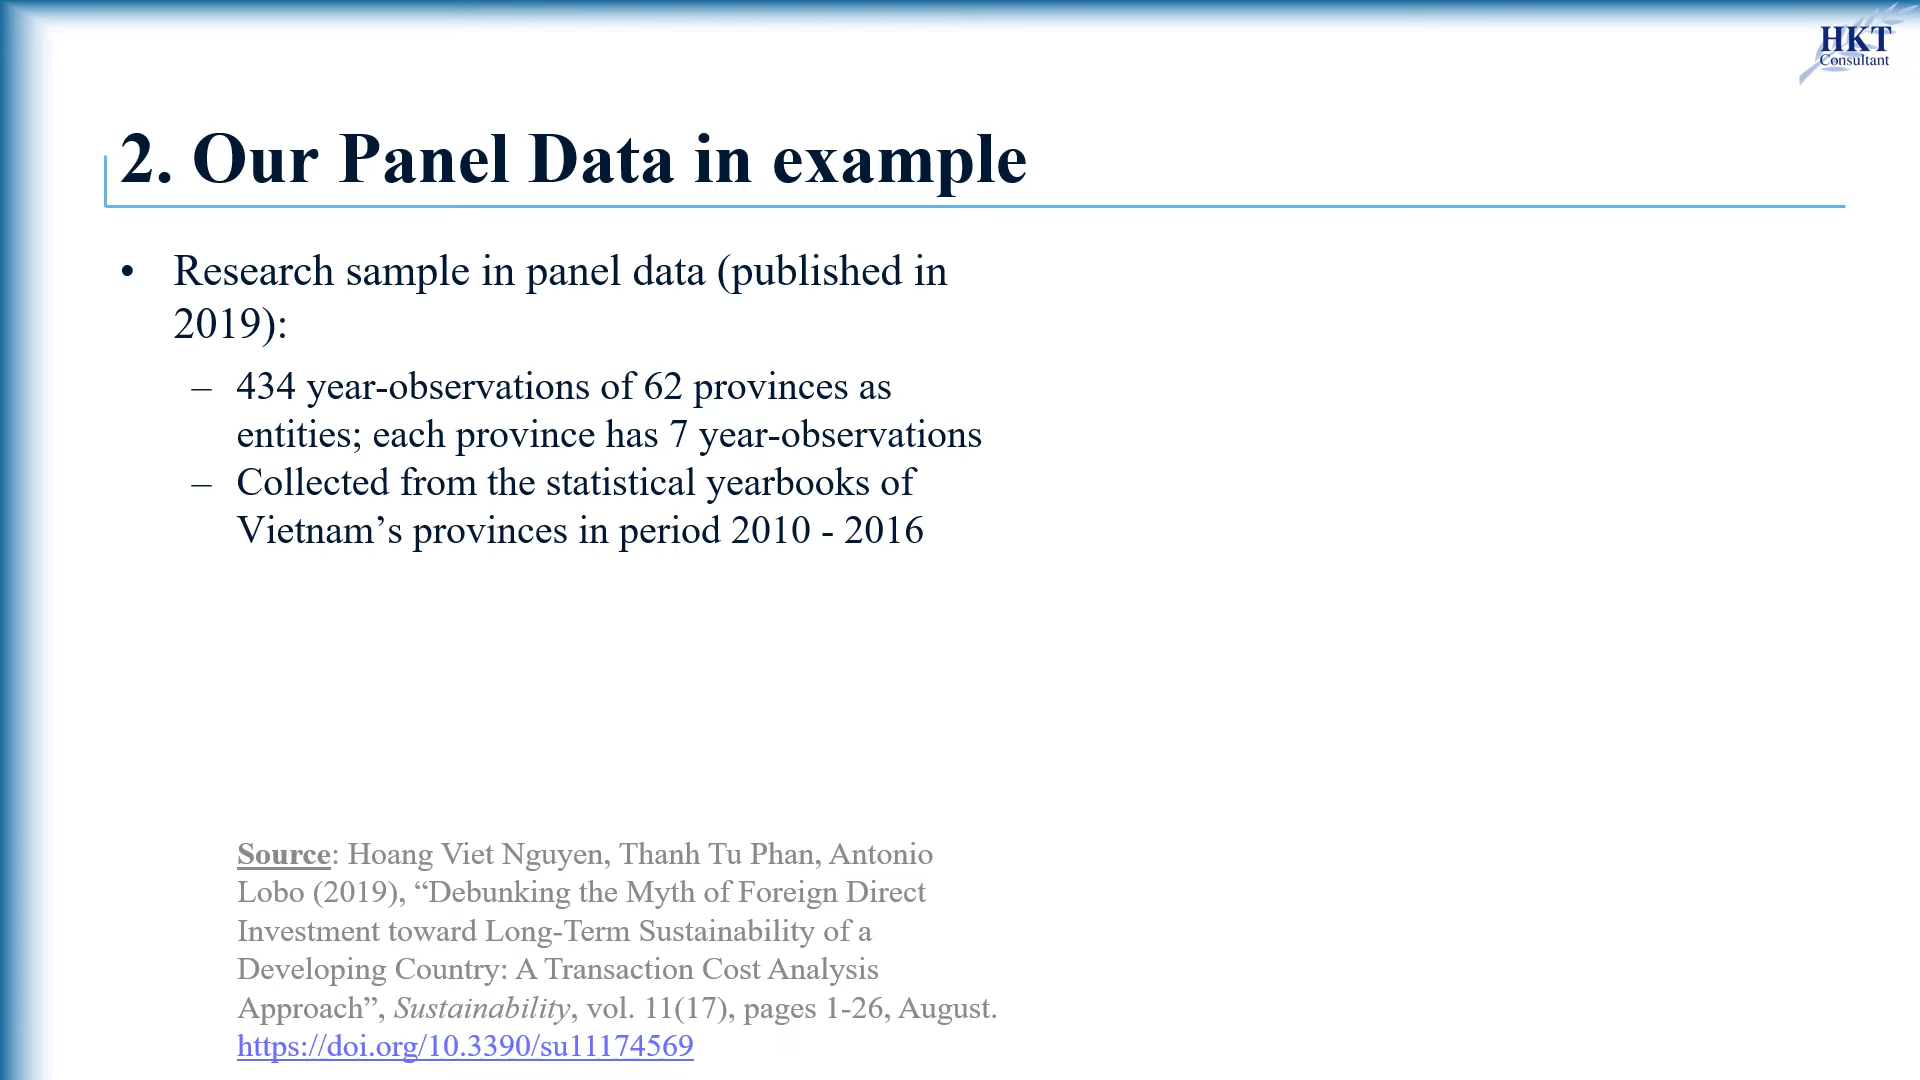 HKT
Consultant
2. Our Panel Data in example
• Research sample in panel data (published in
2019):
– 434 year-observations of 62 provinces as
entities; each province has 7 year-observations
– Collected from the statistical yearbooks of
Vietnam’s provinces in period 2010 - 2016
Source: Hoang Viet Nguyen, Thanh Tu Phan, Antonio
Lobo (2019), “Debunking the Myth of Foreign Direct
Investment toward Long-Term Sustainability of a
Developing Country: A Transaction Cost Analysis
Approach”, Sustainability, vol. 11(17), pages 1-26, August.
https://doi.org/10.3390/su11174569